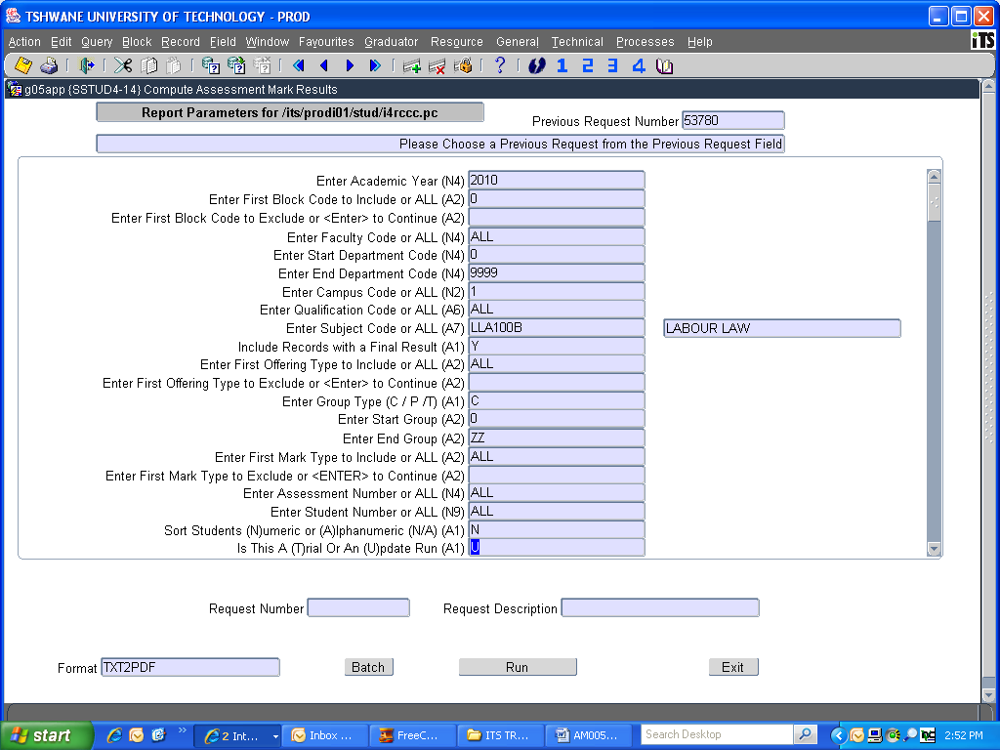 TSHWANE UNIVERSITY OF TECHNOLOGY - PROD
Action Edit Query Block Record Field Window Favourites Graduator Resource General Technical Processes Help
iTS
? 1 2 3 4
g05app {SSTUD4-14} Compute Assessment Mark Results
Report Parameters for /its/prodi01/stud/i4rccc.pc
Previous Request Number 53780
Please Choose a Previous Request from the Previous Request Field
Enter Academic Year (N4) 2010
Enter First Block Code to Include or ALL (A2) 0
Enter First Block Code to Exclude or <Enter> to Continue (A2)
Enter Faculty Code or ALL (N4) ALL
Enter Start Department Code (N4) 0
Enter End Department Code (N4) 9999
Enter Campus Code or ALL (N2) 1
Enter Qualification Code or ALL (A6) ALL
Enter Subject Code or ALL (A7) LLA100B LABOUR LAW
Include Records with a Final Result (A1) Y
Enter First Offering Type to Include or ALL (A2) ALL
Enter First Offering Type to Exclude or <Enter> to Continue (A2)
Enter Group Type (C / P /T) (A1) C
Enter Start Group (A2) 0
Enter End Group (A2) ZZ
Enter First Mark Type to Include or ALL (A2) ALL
Enter First Mark Type to Exclude or <ENTER> to Continue (A2)
Enter Assessment Number or ALL (N4) ALL
Enter Student Number or ALL (N9) ALL
Sort Students (N)umeric or (A)lphanumeric (N/A) (A1) N
Is This A (T)rial Or An (U)pdate Run (A1) U
Request Number Request Description
Format TXT2PDF Batch Run Exit
start 2 Int... Inbox ... FreeC... ITS TR... AM005... Search Desktop 2:52 PM